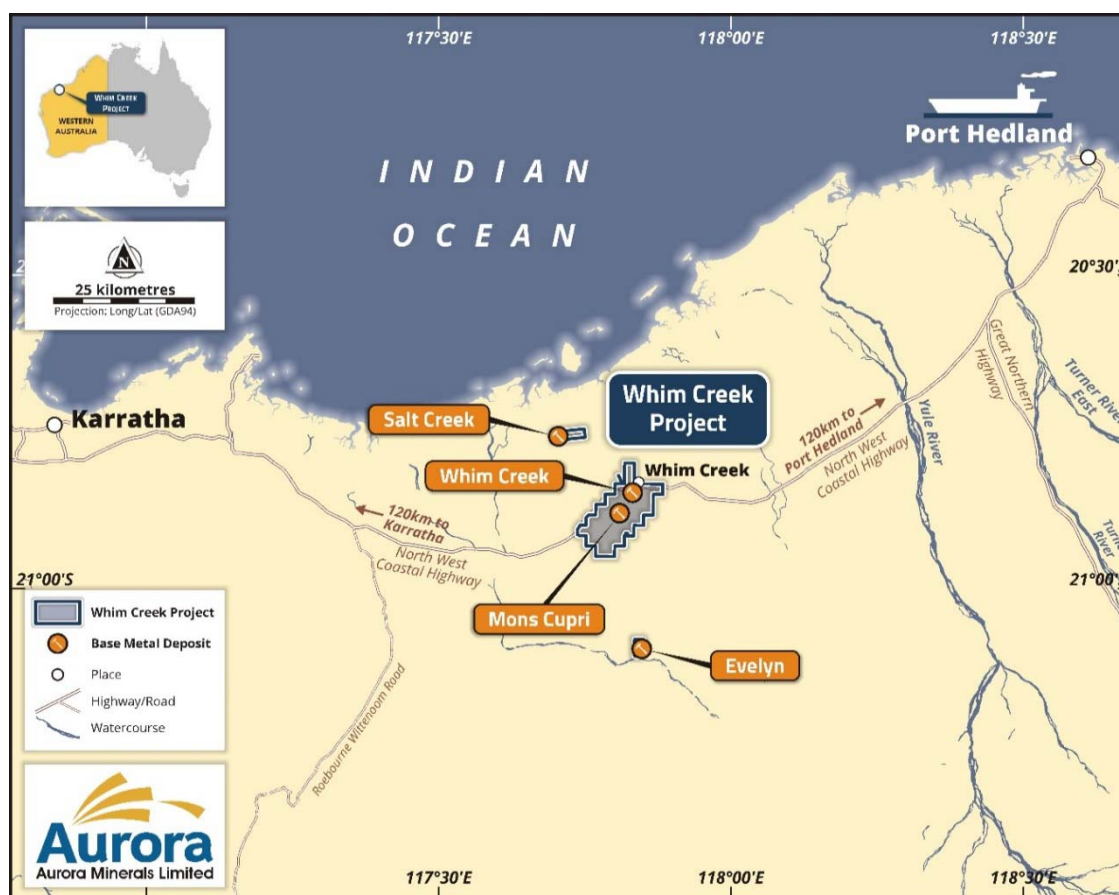 117°30'E
118°00'E
118°30'E
WHIM CREEK
PROJECT
WESTERN
AUSTRALIA
N
25 kilometres
Projection: Long/Lat (GDA94)
INDIAN
OCEAN
Port Hedland
20°30'
Karratha
Salt Creek
Whim Creek
Project
Whim Creek
Whim Creek
120km to
Port Hedland
North West
Coastal Highway
Great Northern
Highway
Turner River
East
Yule River
Turner
River
120km to
Karratha
North West
Coastal Highway
21°00'S
21°00'
Mons Cupri
Evelyn
Roebourne Wittenoom Road
Whim Creek Project
Base Metal Deposit
Place
Highway/Road
Watercourse
Aurora
Aurora Minerals Limited
117°30'E
118°00'E
118°30'E